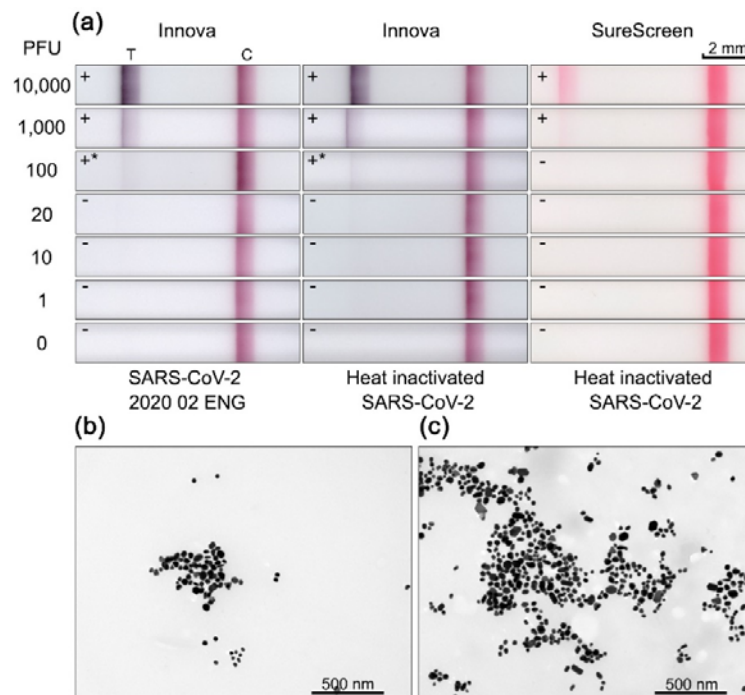 (a)
Innova Innova SureScreen
PFU T C 2 mm
10,000 + + +
1,000 + + +
100 +* +* -
20 - - -
10 - - -
1 - - -
0 - - -
SARS-CoV-2 Heat inactivated Heat inactivated
2020 02 ENG SARS-CoV-2 SARS-CoV-2
(b) (c)
500 nm 500 nm